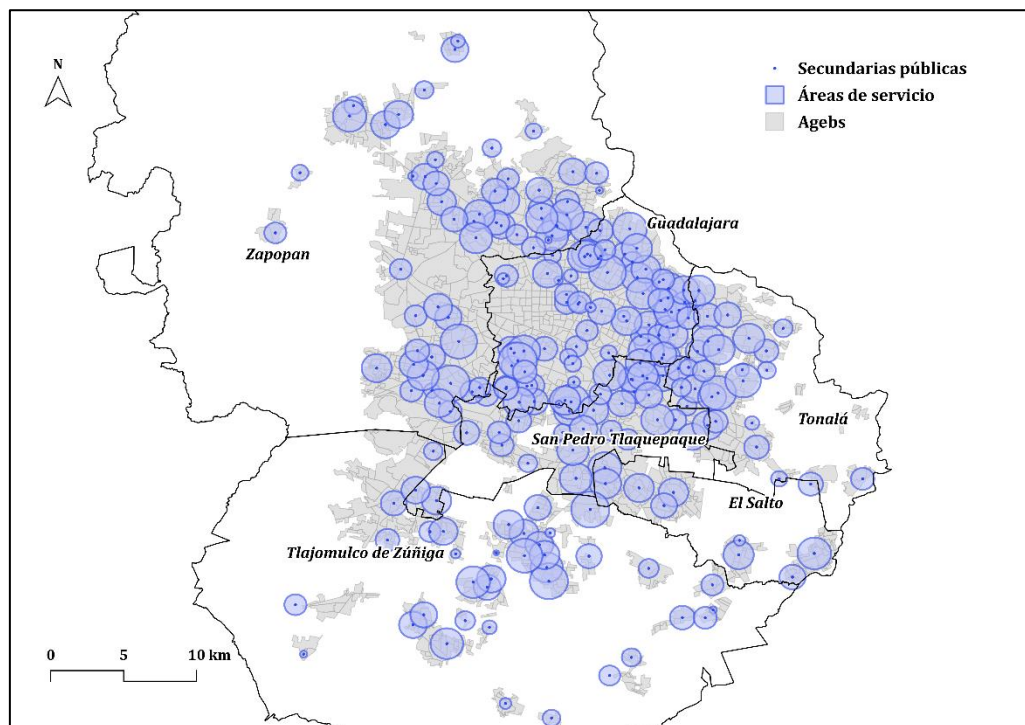 N
Secundarias públicas
Áreas de servicio
Agebs
Guadalajara
Zapopan
Tonalá
San Pedro Tlaquepaque
El Salto
Tlajomulco de Zúñiga
0 5 10 km